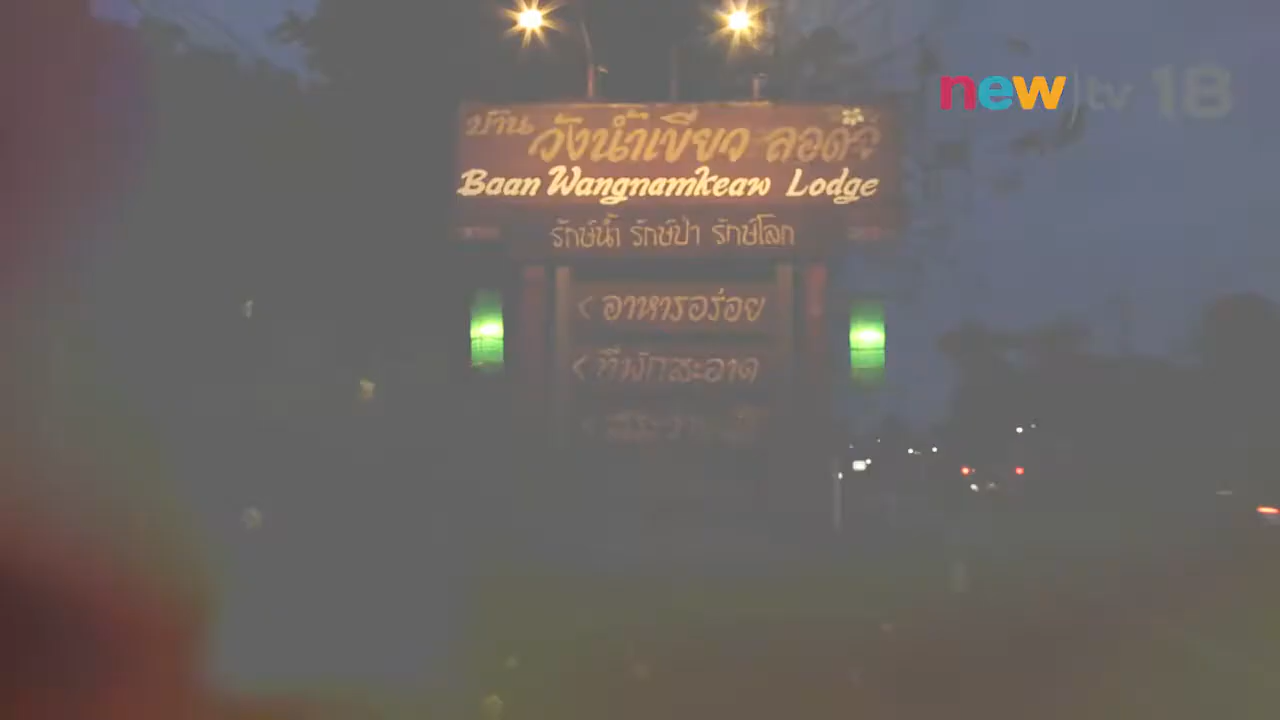 new tv 18
บ้าน วังน้ำเขียว ลอดจ์
Baan Wangnamkeaw Lodge
รักษ์น้ำ รักษ์ป่า รักษ์โลก
< อาหารอร่อย
< ที่พักสะอาด